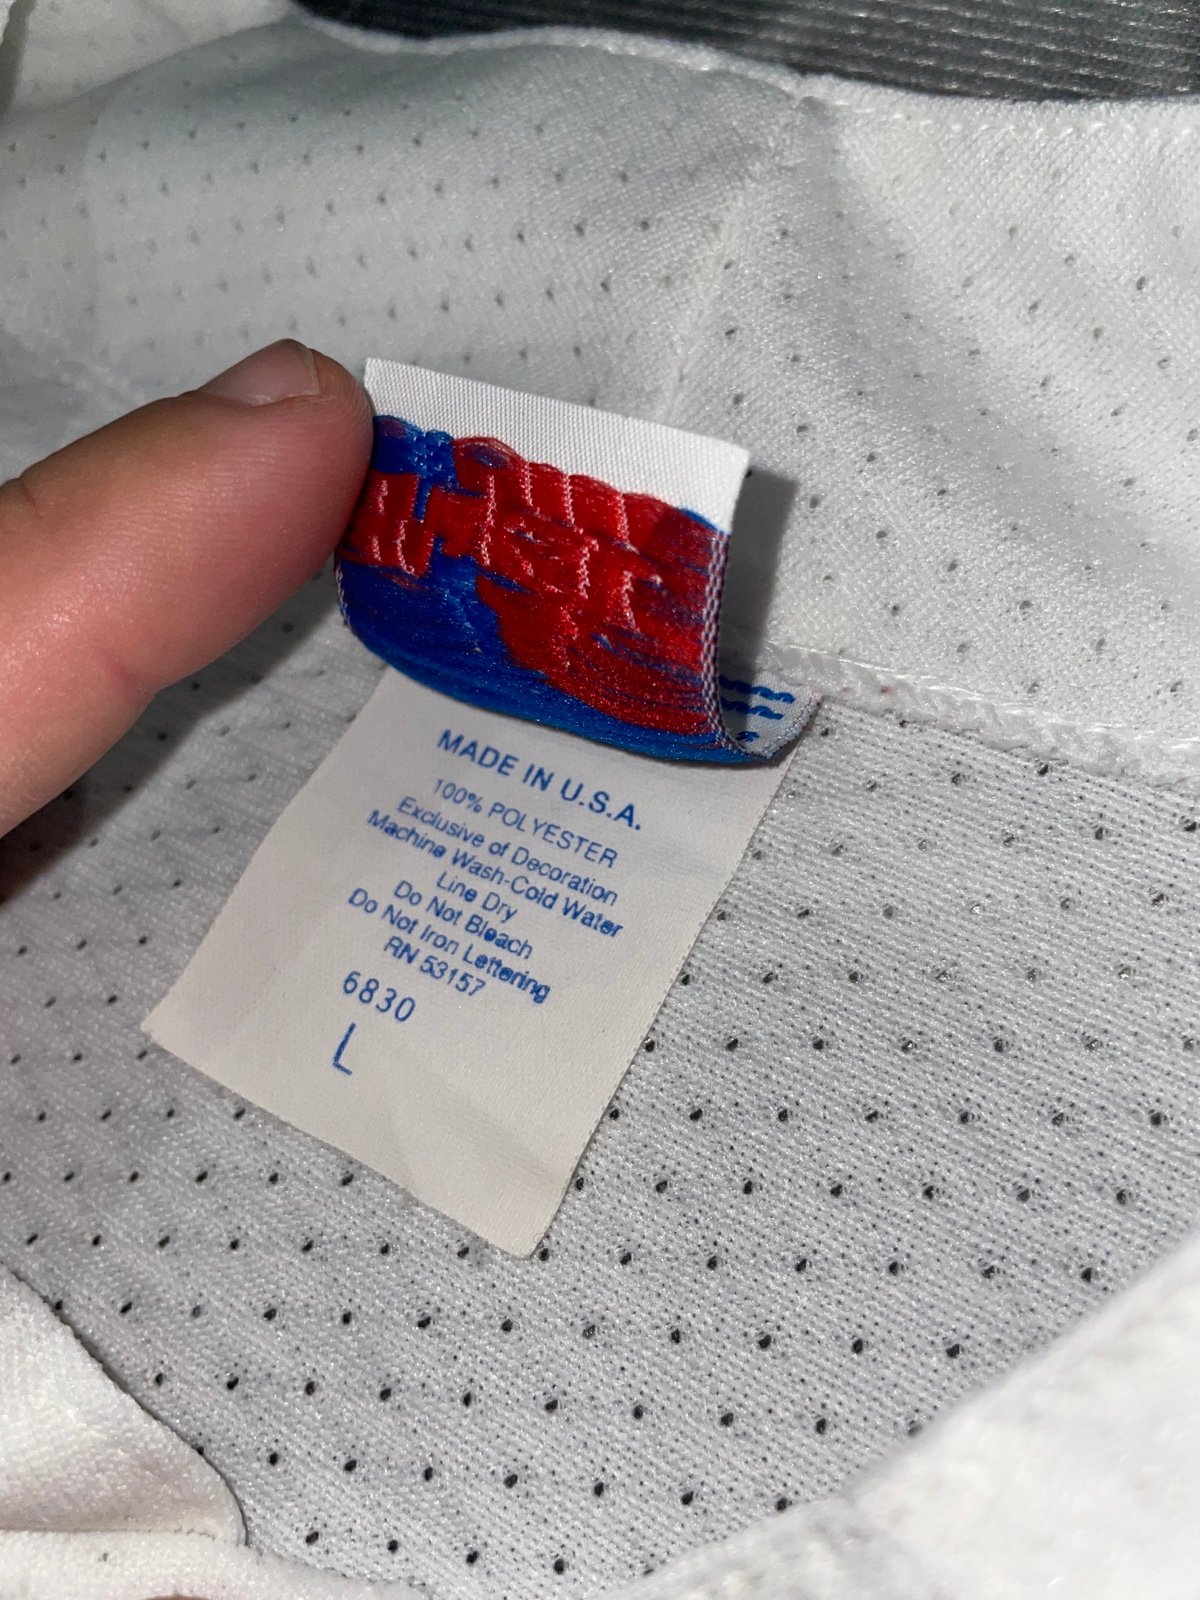 MADE IN U.S.A.
100% POLYESTER
Exclusive of Decoration
Machine Wash-Cold Water
Line Dry
Do Not Bleach
Do Not Iron Lettering
RN 53157
6830
L